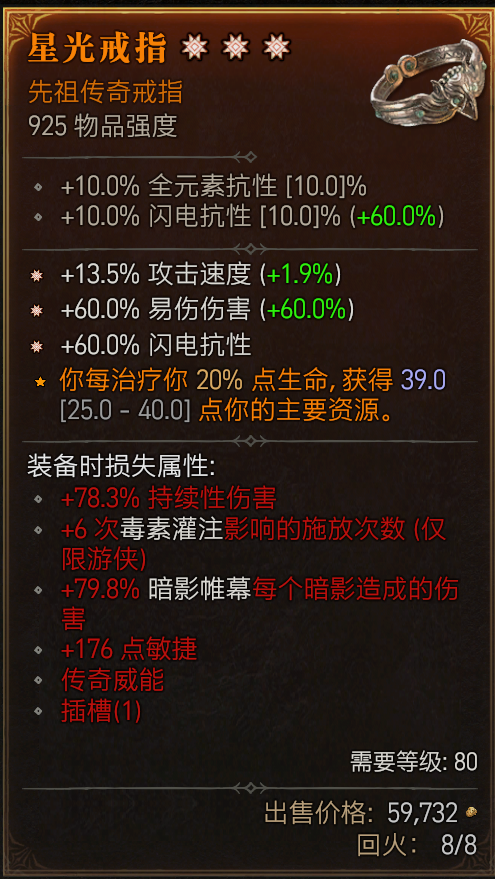 星光戒指
先祖传奇戒指
925 物品强度
+10.0% 全元素抗性 [10.0]%
+10.0% 闪电抗性 [10.0]% (+60.0%)
+13.5% 攻击速度 (+1.9%)
+60.0% 易伤伤害 (+60.0%)
+60.0% 闪电抗性
你每治疗你 20% 点生命, 获得 39.0
[25.0 - 40.0] 点你的主要资源。
装备时损失属性:
+78.3% 持续性伤害
+6 次毒素灌注影响的施放次数 (仅
限游侠)
+79.8% 暗影帷幕每个暗影造成的伤
害
+176 点敏捷
传奇威能
插槽(1)
需要等级: 80
出售价格: 59,732
回火: 8/8